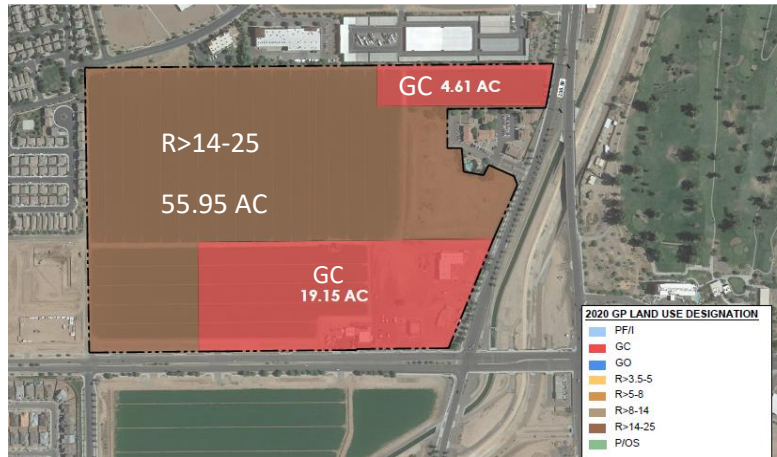 GC 4.61 AC
R>14-25
55.95 AC
GC
19.15 AC
2020 GP LAND USE DESIGNATION
PF/I
GC
GO
R>3.5-5
R>5-8
R>8-14
R>14-25
P/OS